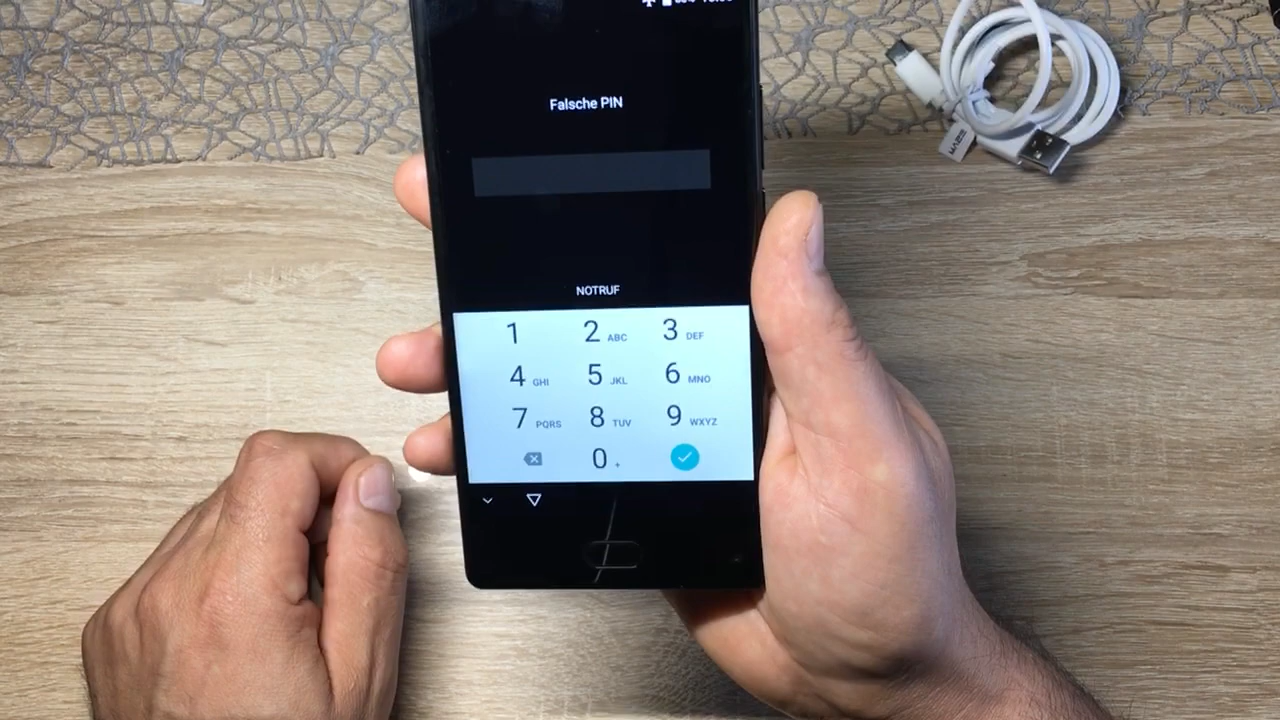 Falsche PIN
NOTRUF
1 2 ABC 3 DEF
4 GHI 5 JKL 6 MNO
7 PQRS 8 TUV 9 WXYZ
0 +
MAZE